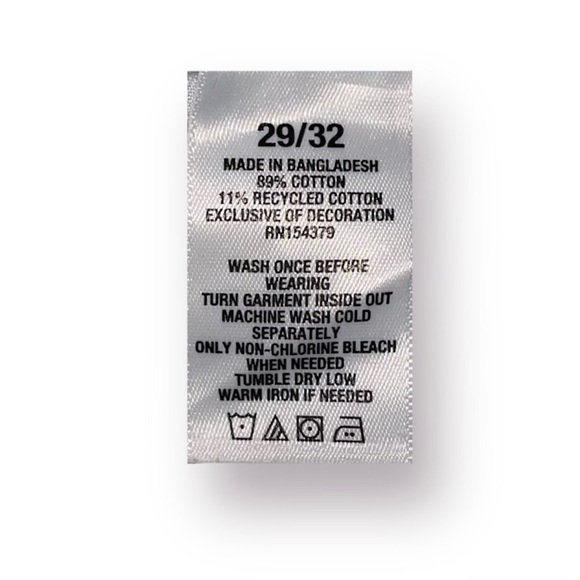 29/32
MADE IN BANGLADESH
89% COTTON
11% RECYCLED COTTON
EXCLUSIVE OF DECORATION
RN154379
WASH ONCE BEFORE
WEARING
TURN GARMENT INSIDE OUT
MACHINE WASH COLD
SEPARATELY
ONLY NON-CHLORINE BLEACH
WHEN NEEDED
TUMBLE DRY LOW
WARM IRON IF NEEDED